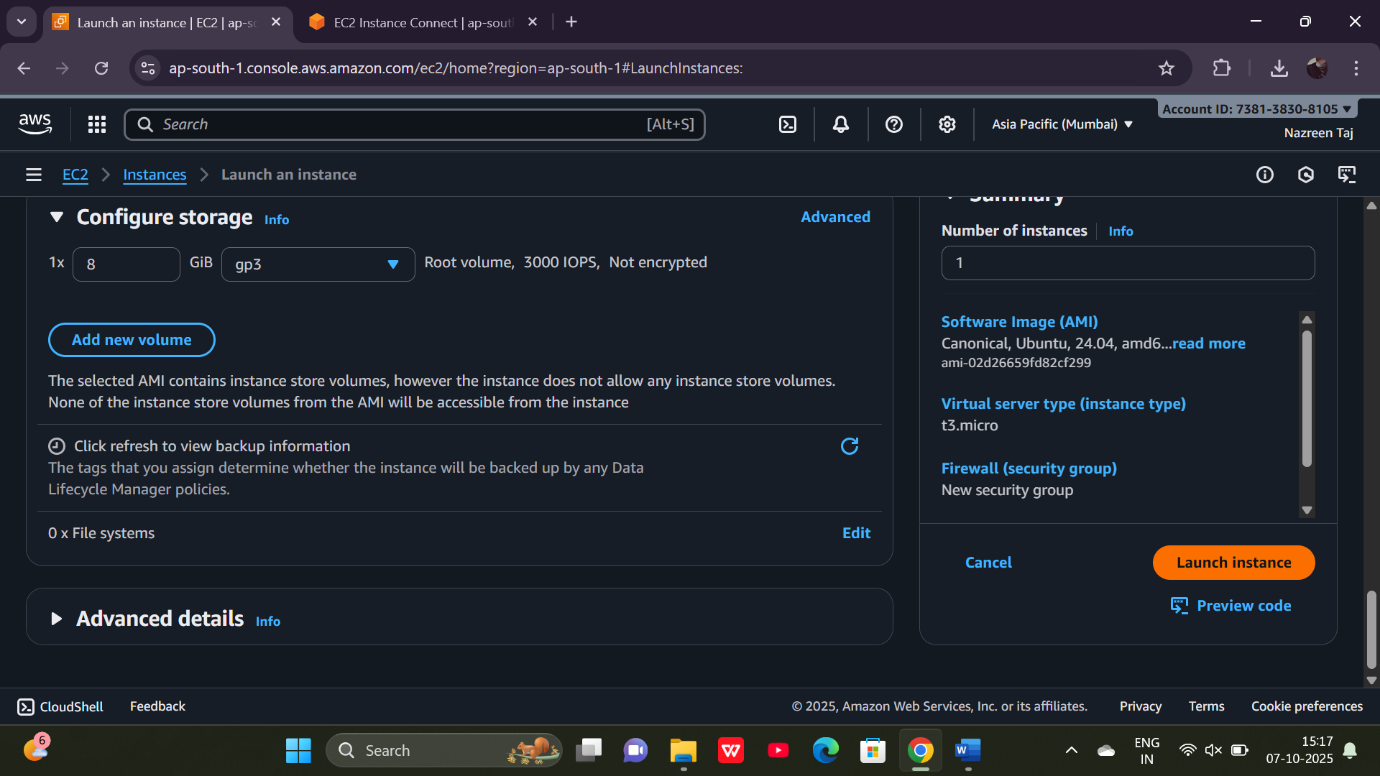 Launch an instance | EC2 | ap-so
EC2 Instance Connect | ap-sout
ap-south-1.console.aws.amazon.com/ec2/home?region=ap-south-1#LaunchInstances:
aws
Search
[Alt+S]
Asia Pacific (Mumbai)
Account ID: 7381-3830-8105
Nazreen Taj
EC2
Instances
Launch an instance
Configure storage Info
Advanced
1x 8 GiB gp3 Root volume, 3000 IOPS, Not encrypted
Add new volume
The selected AMI contains instance store volumes, however the instance does not allow any instance store volumes.
None of the instance store volumes from the AMI will be accessible from the instance
Click refresh to view backup information
The tags that you assign determine whether the instance will be backed up by any Data
Lifecycle Manager policies.
0 x File systems
Edit
Advanced details Info
Summary
Number of instances Info
1
Software Image (AMI)
Canonical, Ubuntu, 24.04, amd6...read more
ami-02d26659fd82cf299
Virtual server type (instance type)
t3.micro
Firewall (security group)
New security group
Cancel
Launch instance
Preview code
CloudShell
Feedback
© 2025, Amazon Web Services, Inc. or its affiliates.
Privacy
Terms
Cookie preferences
6
Search
W
W
ENG
IN
15:17
07-10-2025